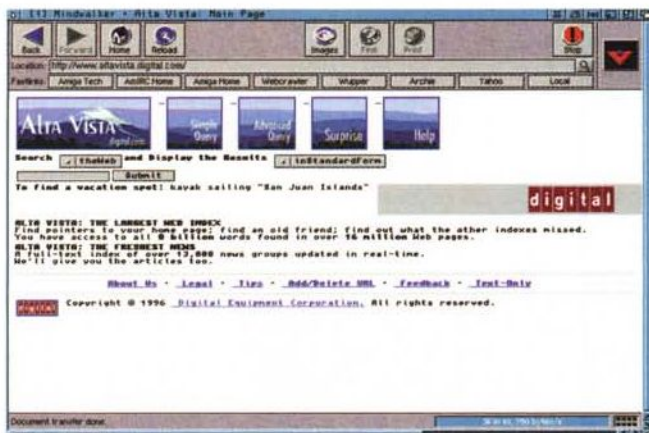 [1] Mindwalker • Alta Vista: Main Page
Back Forward Home Reload Images Find Print Stop
Location: http://www.altavista.digital.com/
Fastlinks: Amiga Tech AmIRC Home Amiga Home Webcrawler Wupper Archie Yahoo Local
ALTA VISTA Simple Query Advanced Query Surprise Help
digital.com
Search theWeb and Display the Results inStandardForm
Submit
To find a vacation spot: kayak sailing "San Juan Islands"
digital
ALTA VISTA: THE LARGEST WEB INDEX
Find pointers to your home page; find an old friend; find out what the other indexes missed.
You have access to all 8 billion words found in over 16 million Web pages.
ALTA VISTA: THE FRESHEST NEWS
A full-text index of over 13,000 news groups updated in real-time.
We'll give you the articles too.
About Us - Legal - Tips - Add/Delete URL - Feedback - Text-Only
Copyright © 1996 Digital Equipment Corporation. All rights reserved.
Document transfer done.